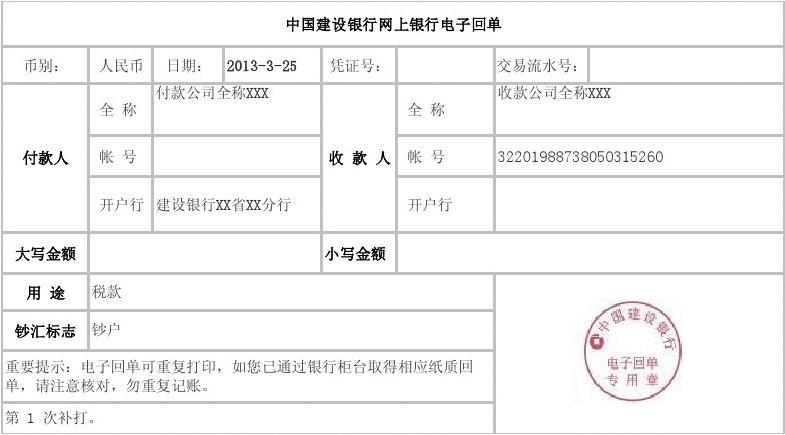 中国建设银行网上银行电子回单
币别: 人民币 日期: 2013-3-25 凭证号: 交易流水号:
付款人 全 称 付款公司全称XXX 收 款 人 全 称 收款公司全称XXX
帐 号 帐 号 32201988738050315260
开户行 建设银行XX省XX分行 开户行
大写金额 小写金额
用 途 税款
钞汇标志 钞户
重要提示: 电子回单可重复打印, 如您已通过银行柜台取得相应纸质回
单, 请注意核对, 勿重复记账。
第 1 次补打。
中国建设银行
电子回单
专用章